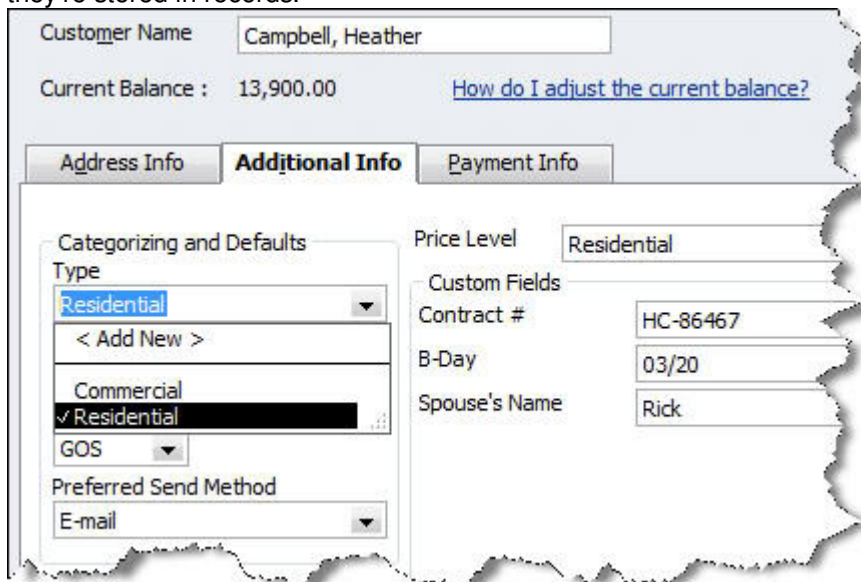 they're stored in records.
Customer Name Campbell, Heather
Current Balance : 13,900.00 How do I adjust the current balance?
Address Info Additional Info Payment Info
Categorizing and Defaults
Type
Residential
< Add New >
Commercial
✓ Residential
GOS
Preferred Send Method
E-mail
Price Level Residential
Custom Fields
Contract # HC-86467
B-Day 03/20
Spouse's Name Rick